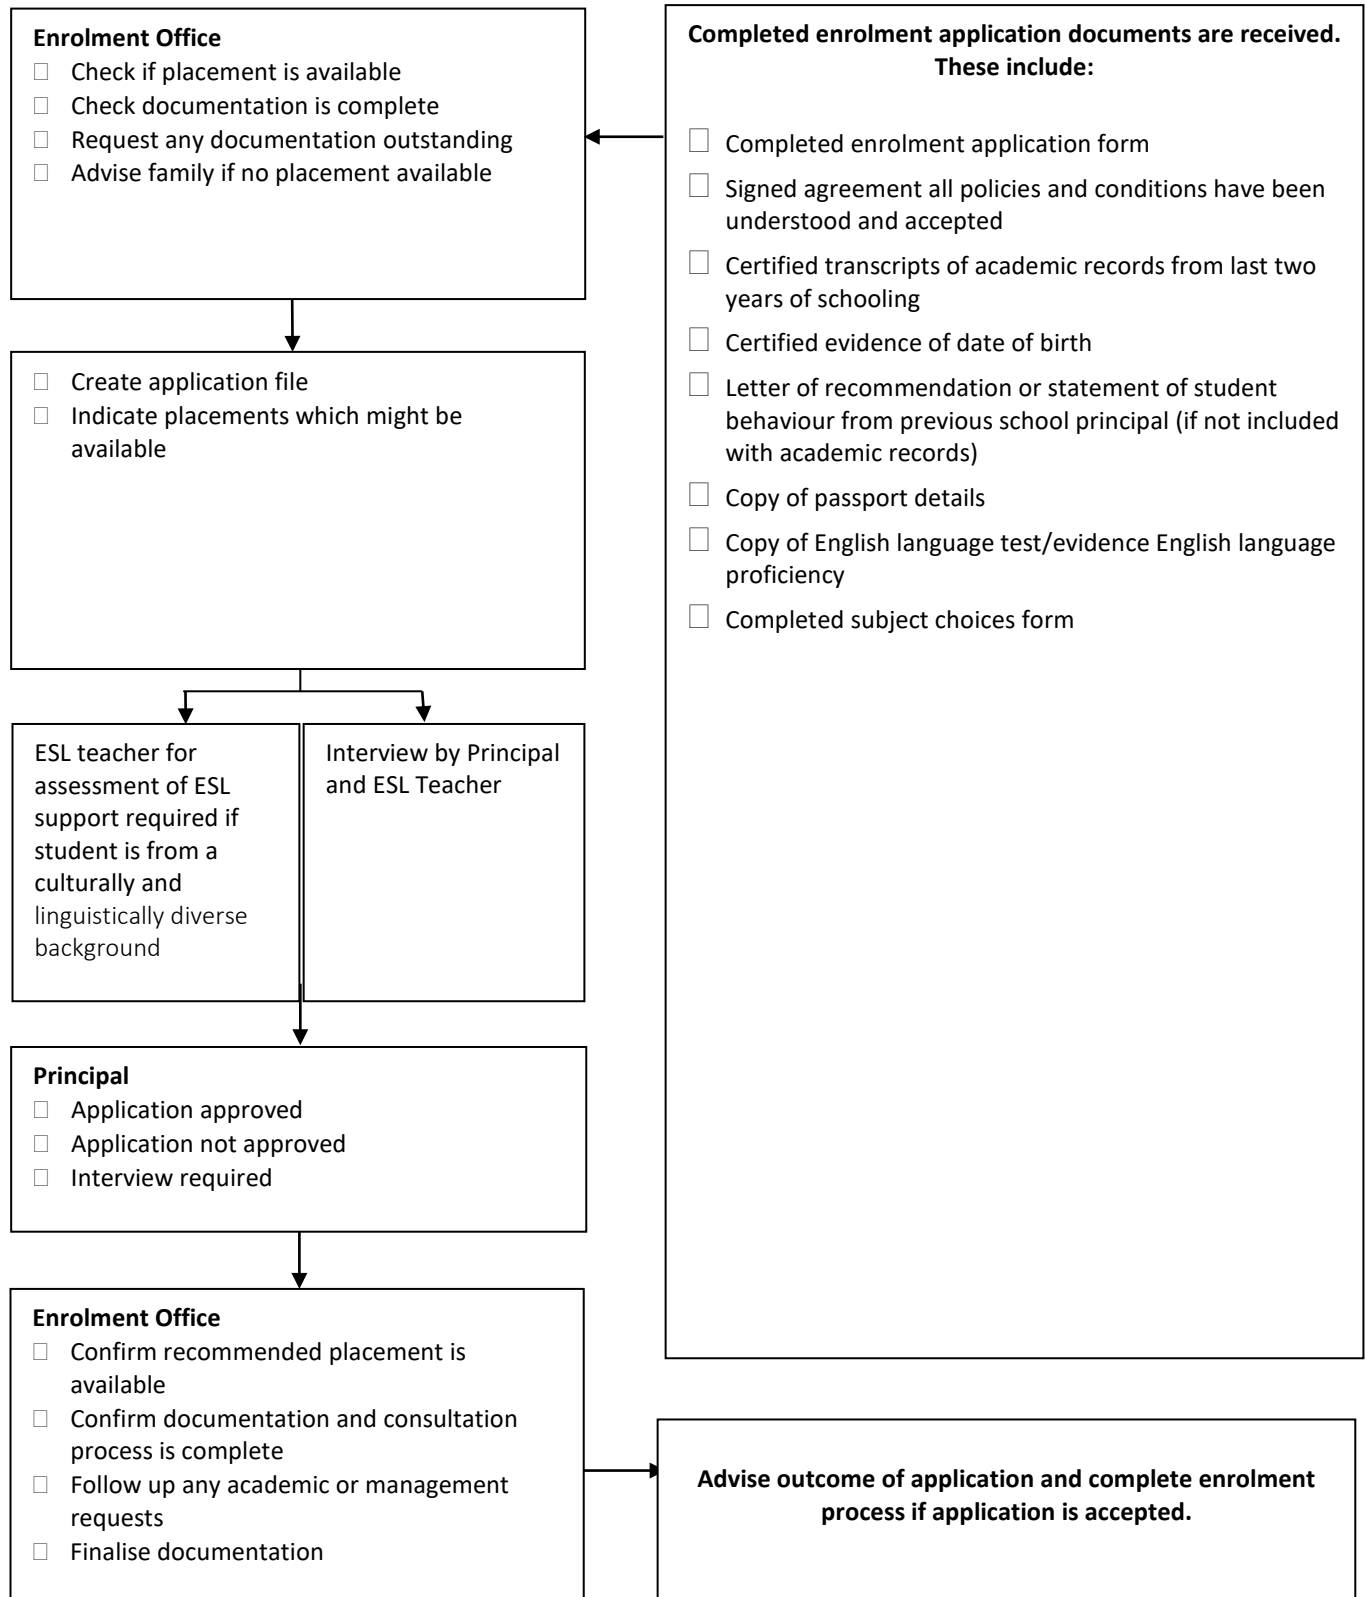 Enrolment Office
☐ Check if placement is available
☐ Check documentation is complete
☐ Request any documentation outstanding
☐ Advise family if no placement available
Completed enrolment application documents are received.
These include:
☐ Completed enrolment application form
☐ Signed agreement all policies and conditions have been
understood and accepted
☐ Certified transcripts of academic records from last two
years of schooling
☐ Certified evidence of date of birth
☐ Letter of recommendation or statement of student
behaviour from previous school principal (if not included
with academic records)
☐ Copy of passport details
☐ Copy of English language test/evidence English language
proficiency
☐ Completed subject choices form
☐ Create application file
☐ Indicate placements which might be
available
ESL teacher for
assessment of ESL
support required if
student is from a
culturally and
linguistically diverse
background
Interview by Principal
and ESL Teacher
Principal
☐ Application approved
☐ Application not approved
☐ Interview required
Enrolment Office
☐ Confirm recommended placement is
available
☐ Confirm documentation and consultation
process is complete
☐ Follow up any academic or management
requests
☐ Finalise documentation
Advise outcome of application and complete enrolment
process if application is accepted.